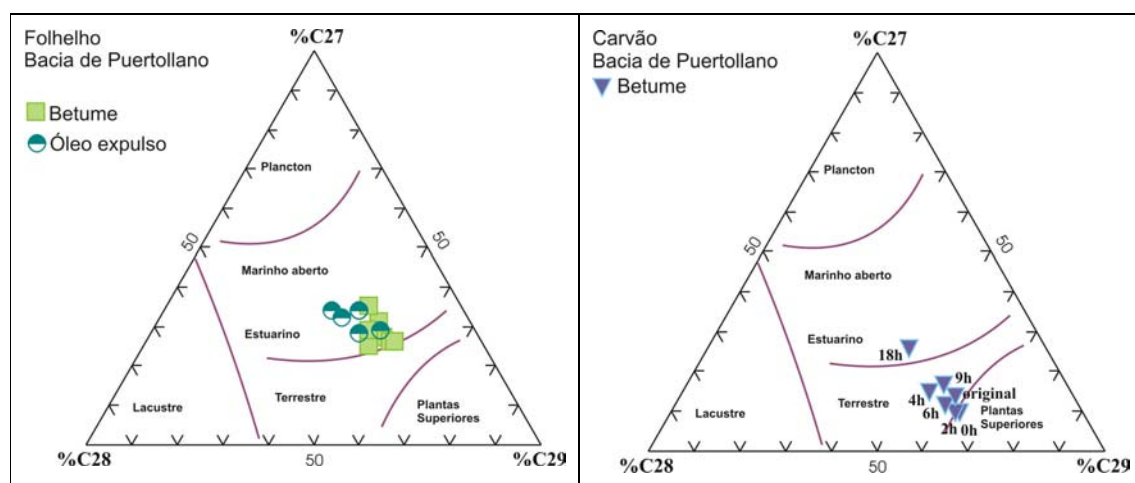 Folhelho
Bacia de Puertollano
Betume
Óleo expulso
%C27
Plancton
50
50
Marinho aberto
Estuarino
Terrestre
Lacustre
Plantas
Superiores
%C28
50
%C29
Carvão
Bacia de Puertollano
Betume
%C27
Plancton
50
50
Marinho aberto
Estuarino
18h
9h
4h
original
Terrestre
6h
Plantas
Superiores
2h
0h
Lacustre
%C28
50
%C29